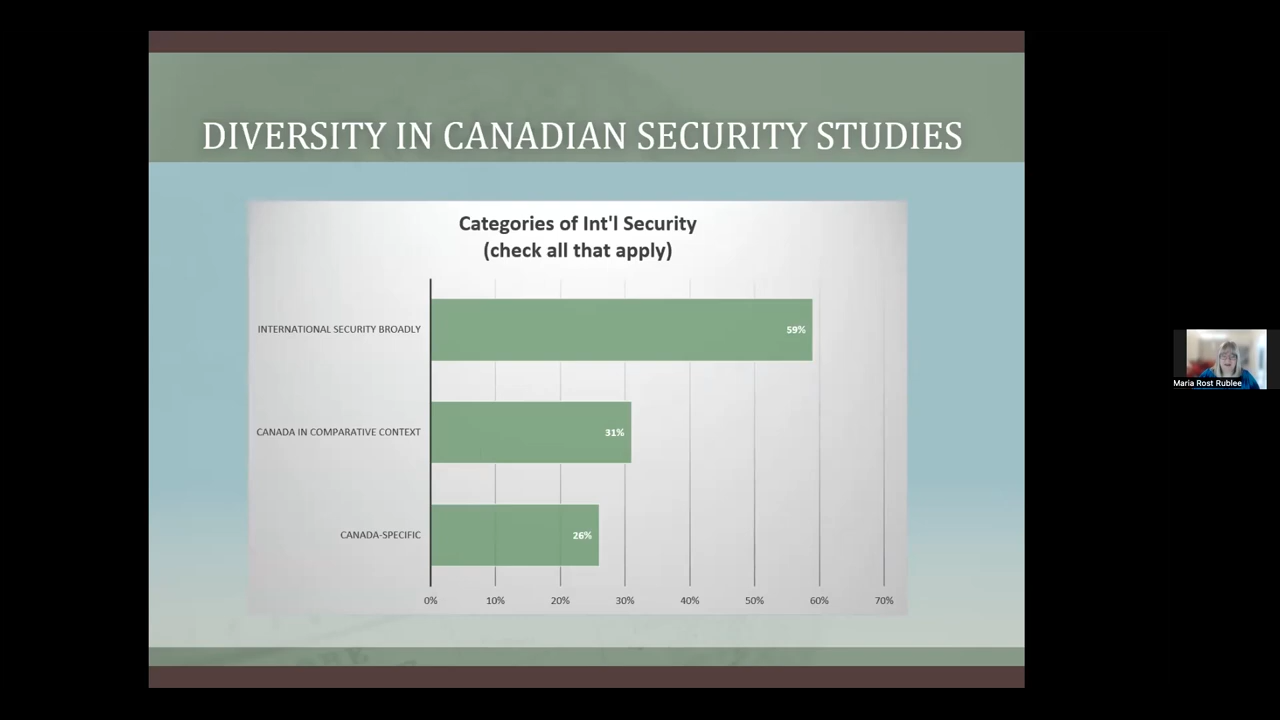 DIVERSITY IN CANADIAN SECURITY STUDIES
Categories of Int'l Security
(check all that apply)
INTERNATIONAL SECURITY BROADLY
59%
CANADA IN COMPARATIVE CONTEXT
31%
CANADA-SPECIFIC
26%
0% 10% 20% 30% 40% 50% 60% 70%
Maria Rost Rublee